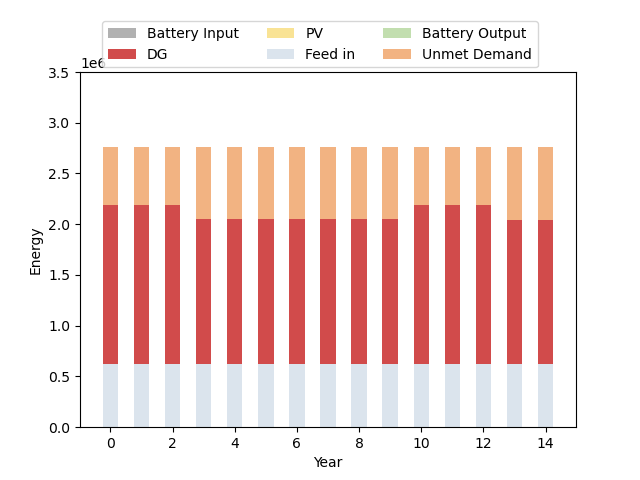 Battery Input PV Battery Output
DG Feed in Unmet Demand
1e6
3.5
3.0
2.5
2.0
1.5
1.0
0.5
0.0
Energy
0 2 4 6 8 10 12 14
Year